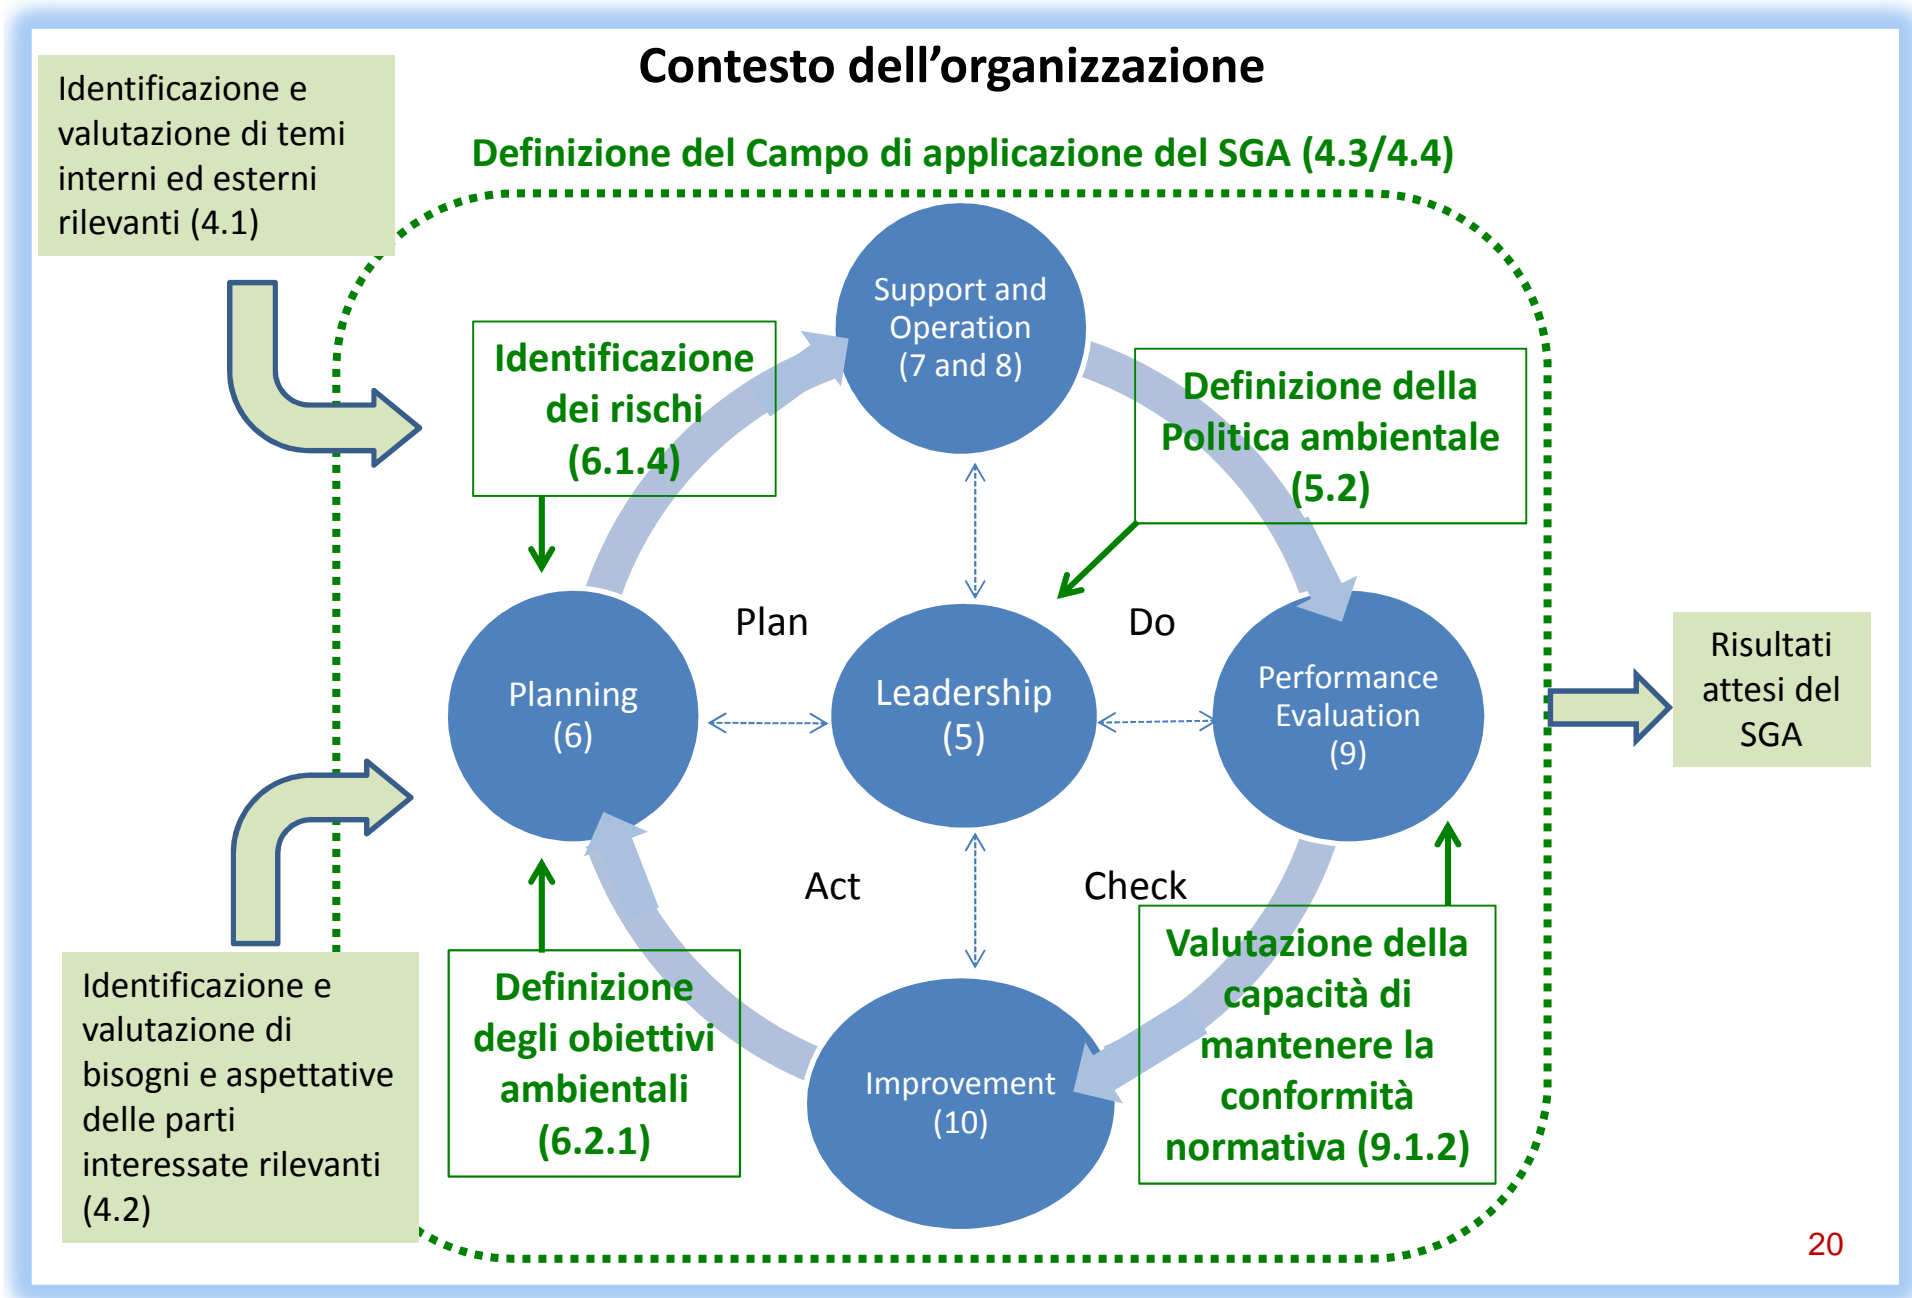 Contesto dell’organizzazione
Identificazione e
valutazione di temi
interni ed esterni
rilevanti (4.1)
Definizione del Campo di applicazione del SGA (4.3/4.4)
Support and
Operation
(7 and 8)
Identificazione
dei rischi
(6.1.4)
Definizione della
Politica ambientale
(5.2)
Plan
Do
Planning
(6)
Leadership
(5)
Performance
Evaluation
(9)
Risultati
attesi del
SGA
Act
Check
Identificazione e
valutazione di
bisogni e aspettative
delle parti
interessate rilevanti
(4.2)
Definizione
degli obiettivi
ambientali
(6.2.1)
Improvement
(10)
Valutazione della
capacità di
mantenere la
conformità
normativa (9.1.2)
20